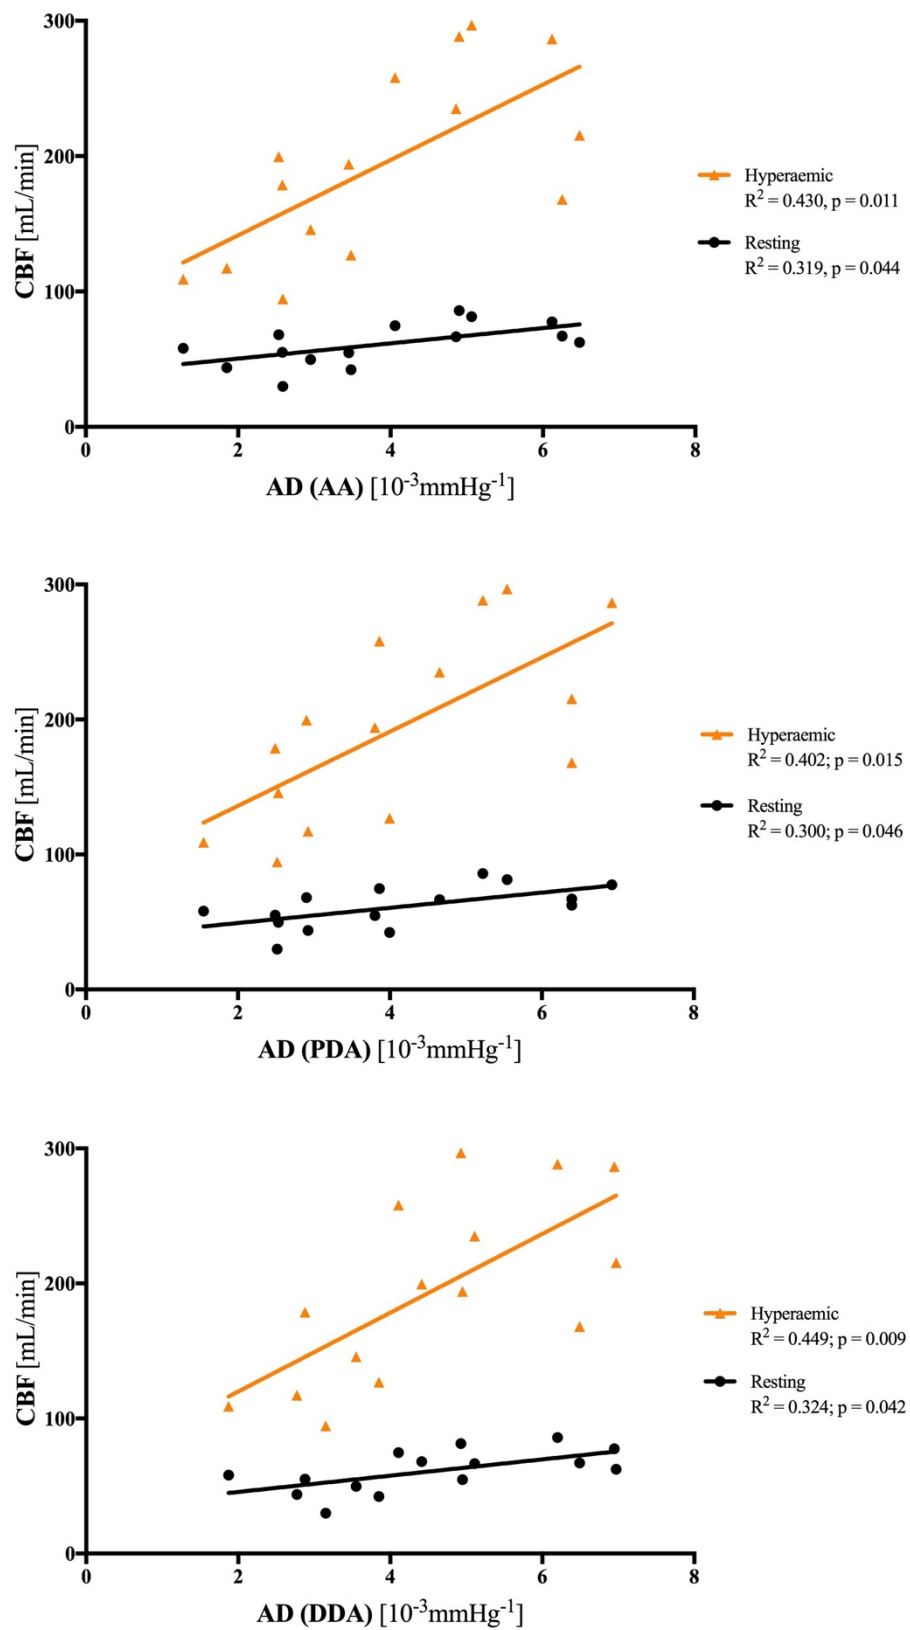 300
200
100
0
CBF [mL/min]
0 2 4 6 8
AD (AA) [10⁻³mmHg⁻¹]
Hyperaemic
R² = 0.430, p = 0.011
Resting
R² = 0.319, p = 0.044
300
200
100
0
CBF [mL/min]
0 2 4 6 8
AD (PDA) [10⁻³mmHg⁻¹]
Hyperaemic
R² = 0.402; p = 0.015
Resting
R² = 0.300; p = 0.046
300
200
100
0
CBF [mL/min]
0 2 4 6 8
AD (DDA) [10⁻³mmHg⁻¹]
Hyperaemic
R² = 0.449; p = 0.009
Resting
R² = 0.324; p = 0.042